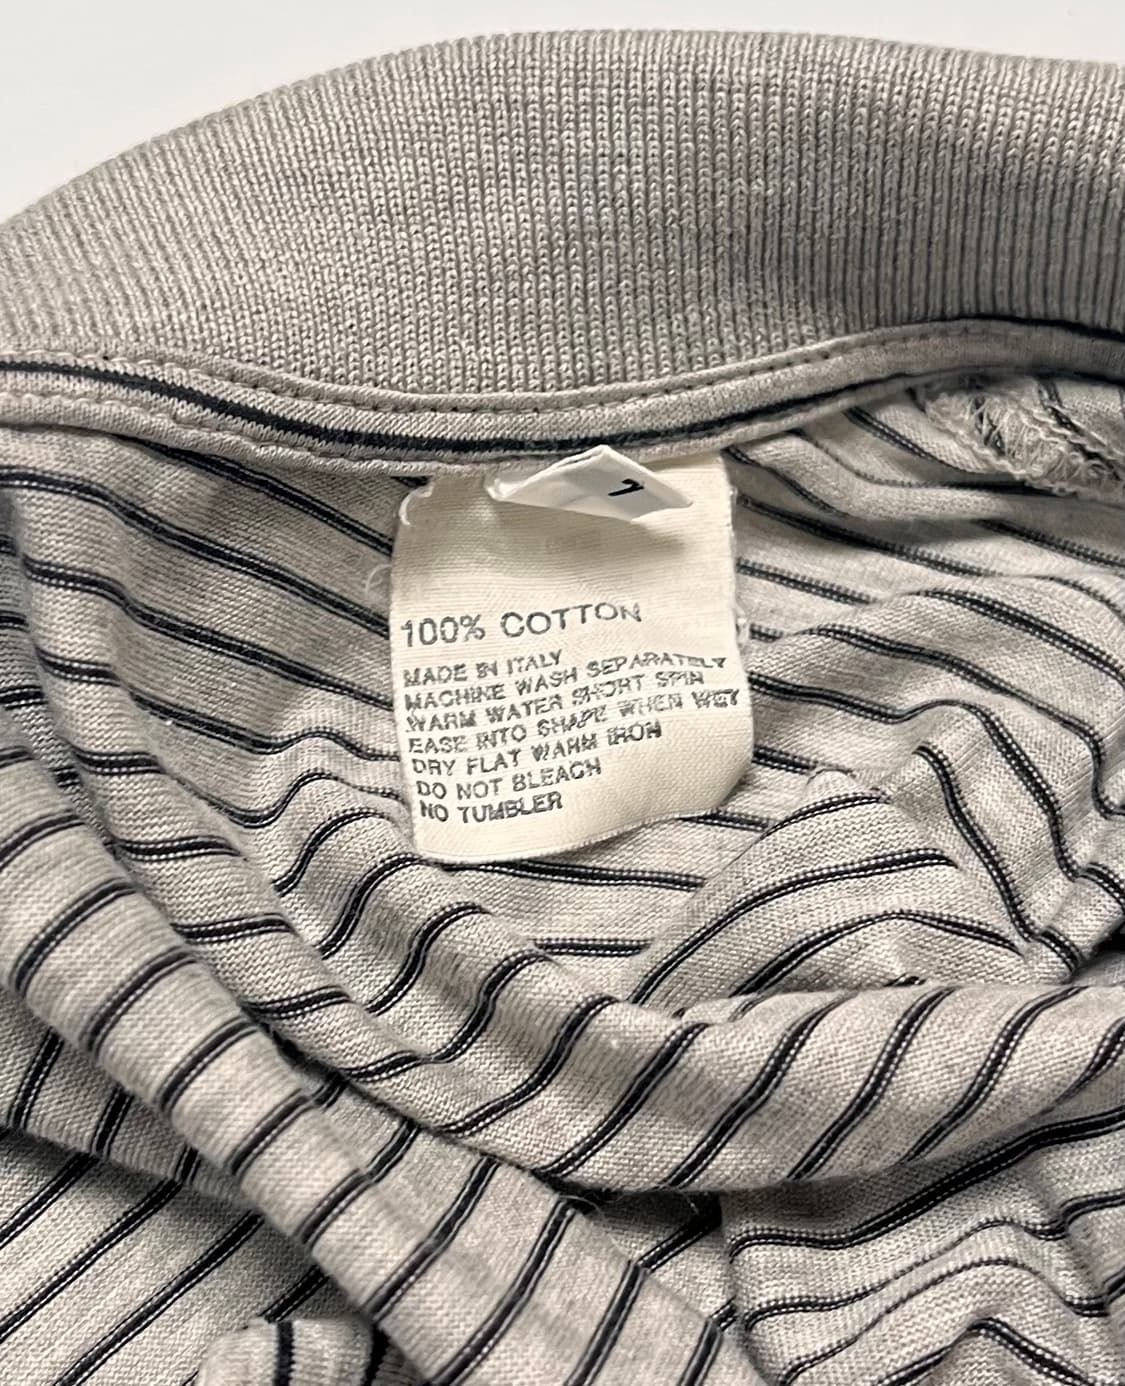 100% COTTON
MADE IN ITALY
MACHINE WASH SEPARATELY
WARM WATER SHORT SPIN
EASE INTO SHAPE WHEN WET
DRY FLAT WARM IRON
DO NOT BLEACH
NO TUMBLER